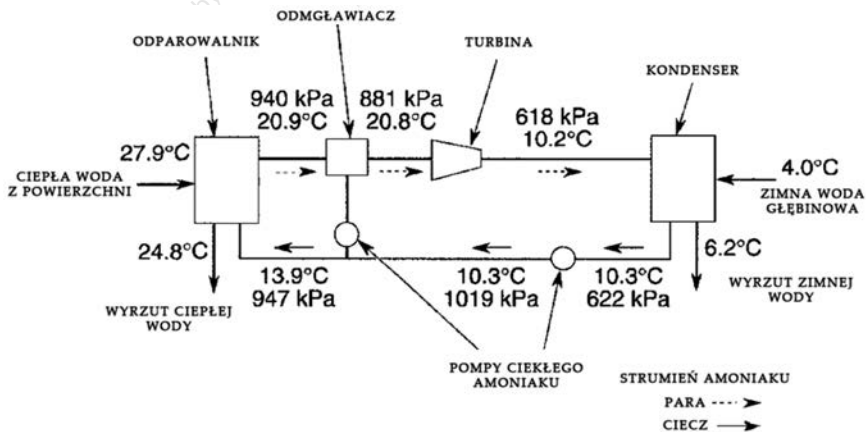 ODMGŁAWIACZ
ODPAROWALNIK
TURBINA
KONDENSER
940 kPa
20.9°C
881 kPa
20.8°C
618 kPa
10.2°C
27.9°C
CIEPŁA WODA
Z POWIERZCHNI
4.0°C
ZIMNA WODA
GŁĘBINOWA
24.8°C
6.2°C
13.9°C
947 kPa
10.3°C
1019 kPa
10.3°C
622 kPa
WYRZUT CIEPŁEJ
WODY
WYRZUT ZIMNEJ
WODY
POMPY CIEKŁEGO
AMONIAKU
STRUMIEŃ AMONIAKU
PARA
CIECZ